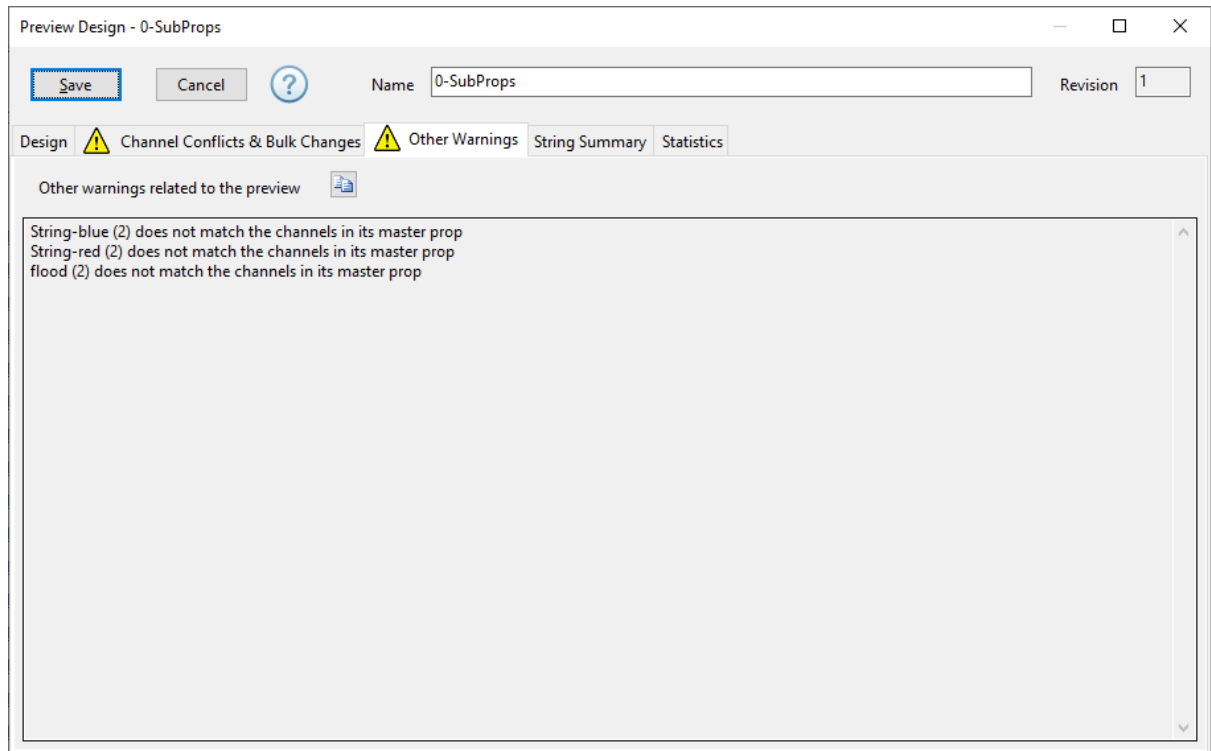 Preview Design - 0-SubProps
Save Cancel ? Name 0-SubProps Revision 1
Design Channel Conflicts & Bulk Changes Other Warnings String Summary Statistics
Other warnings related to the preview
String-blue (2) does not match the channels in its master prop
String-red (2) does not match the channels in its master prop
flood (2) does not match the channels in its master prop